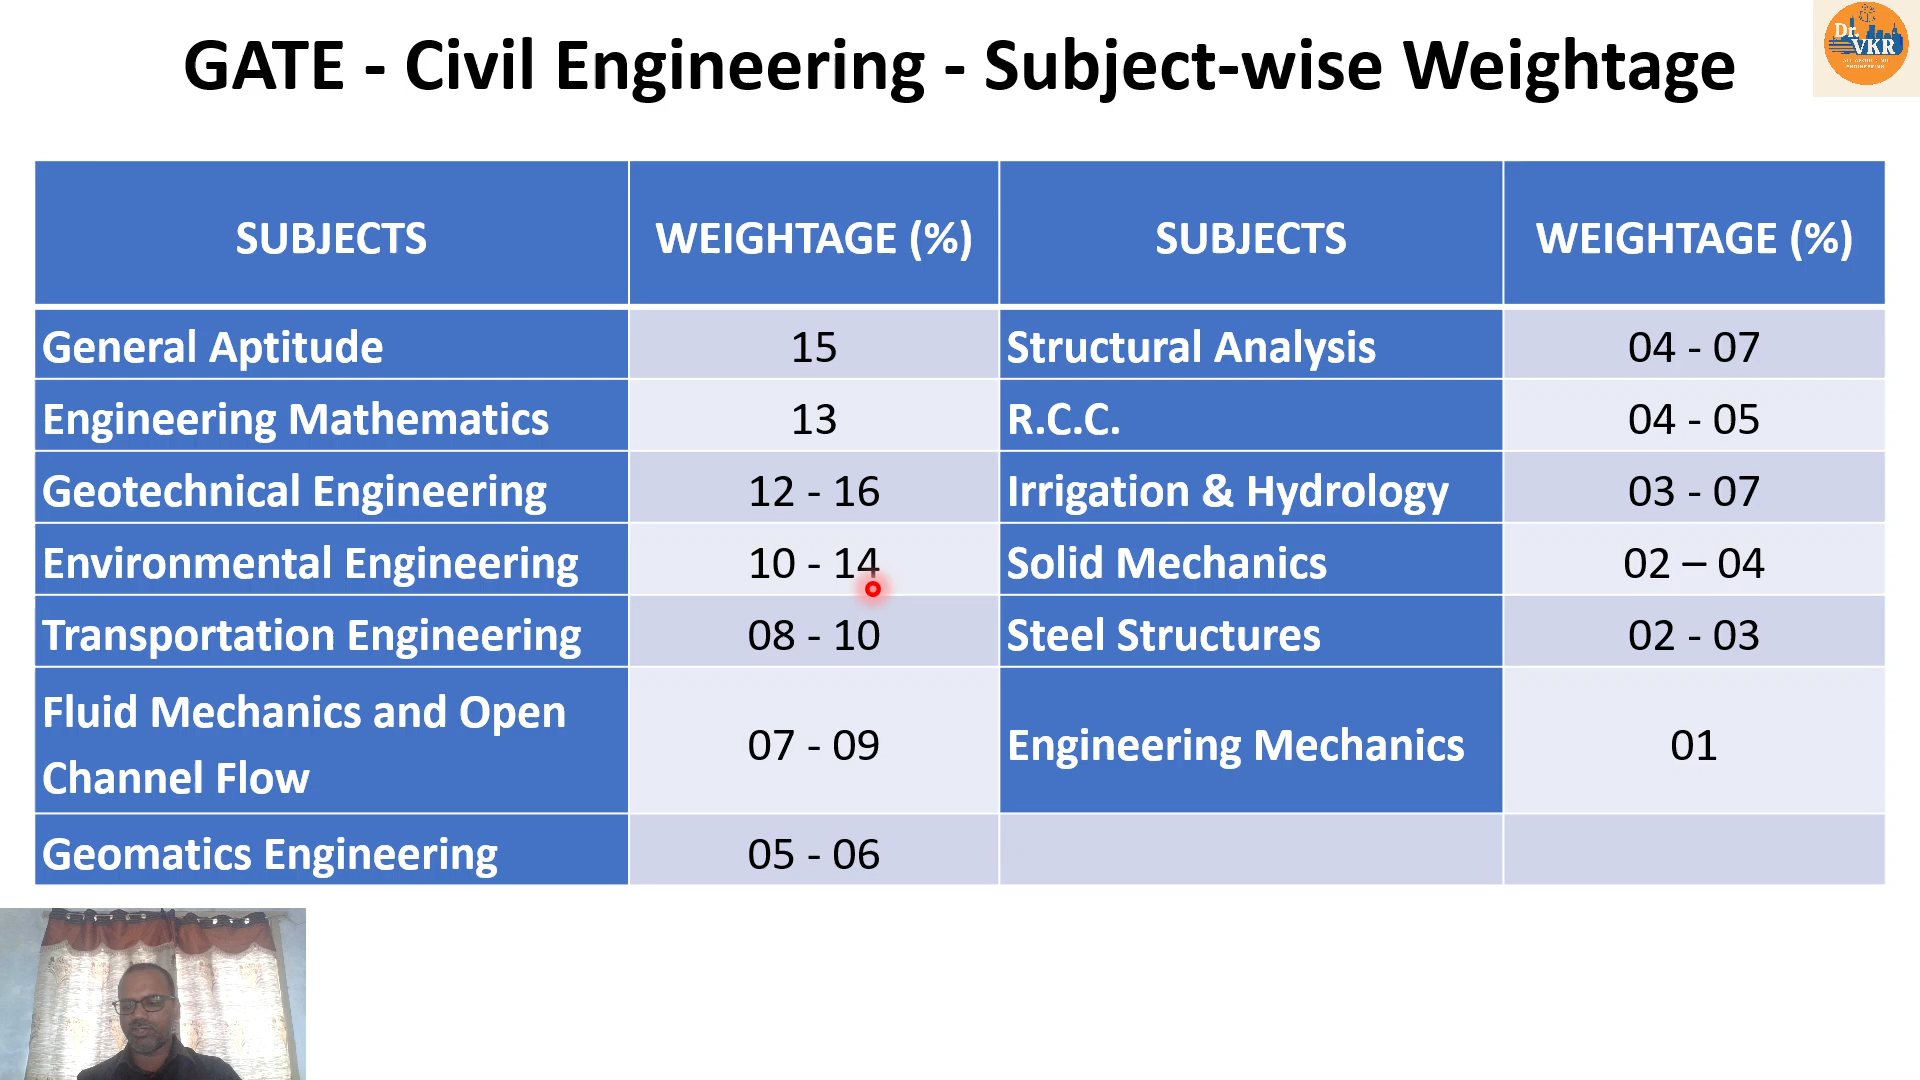 GATE - Civil Engineering - Subject-wise Weightage
Dr.
VKR
SUBJECTS WEIGHTAGE (%) SUBJECTS WEIGHTAGE (%)
General Aptitude 15 Structural Analysis 04 - 07
Engineering Mathematics 13 R.C.C. 04 - 05
Geotechnical Engineering 12 - 16 Irrigation & Hydrology 03 - 07
Environmental Engineering 10 - 14 Solid Mechanics 02 – 04
Transportation Engineering 08 - 10 Steel Structures 02 - 03
Fluid Mechanics and Open
Channel Flow 07 - 09 Engineering Mechanics 01
Geomatics Engineering 05 - 06